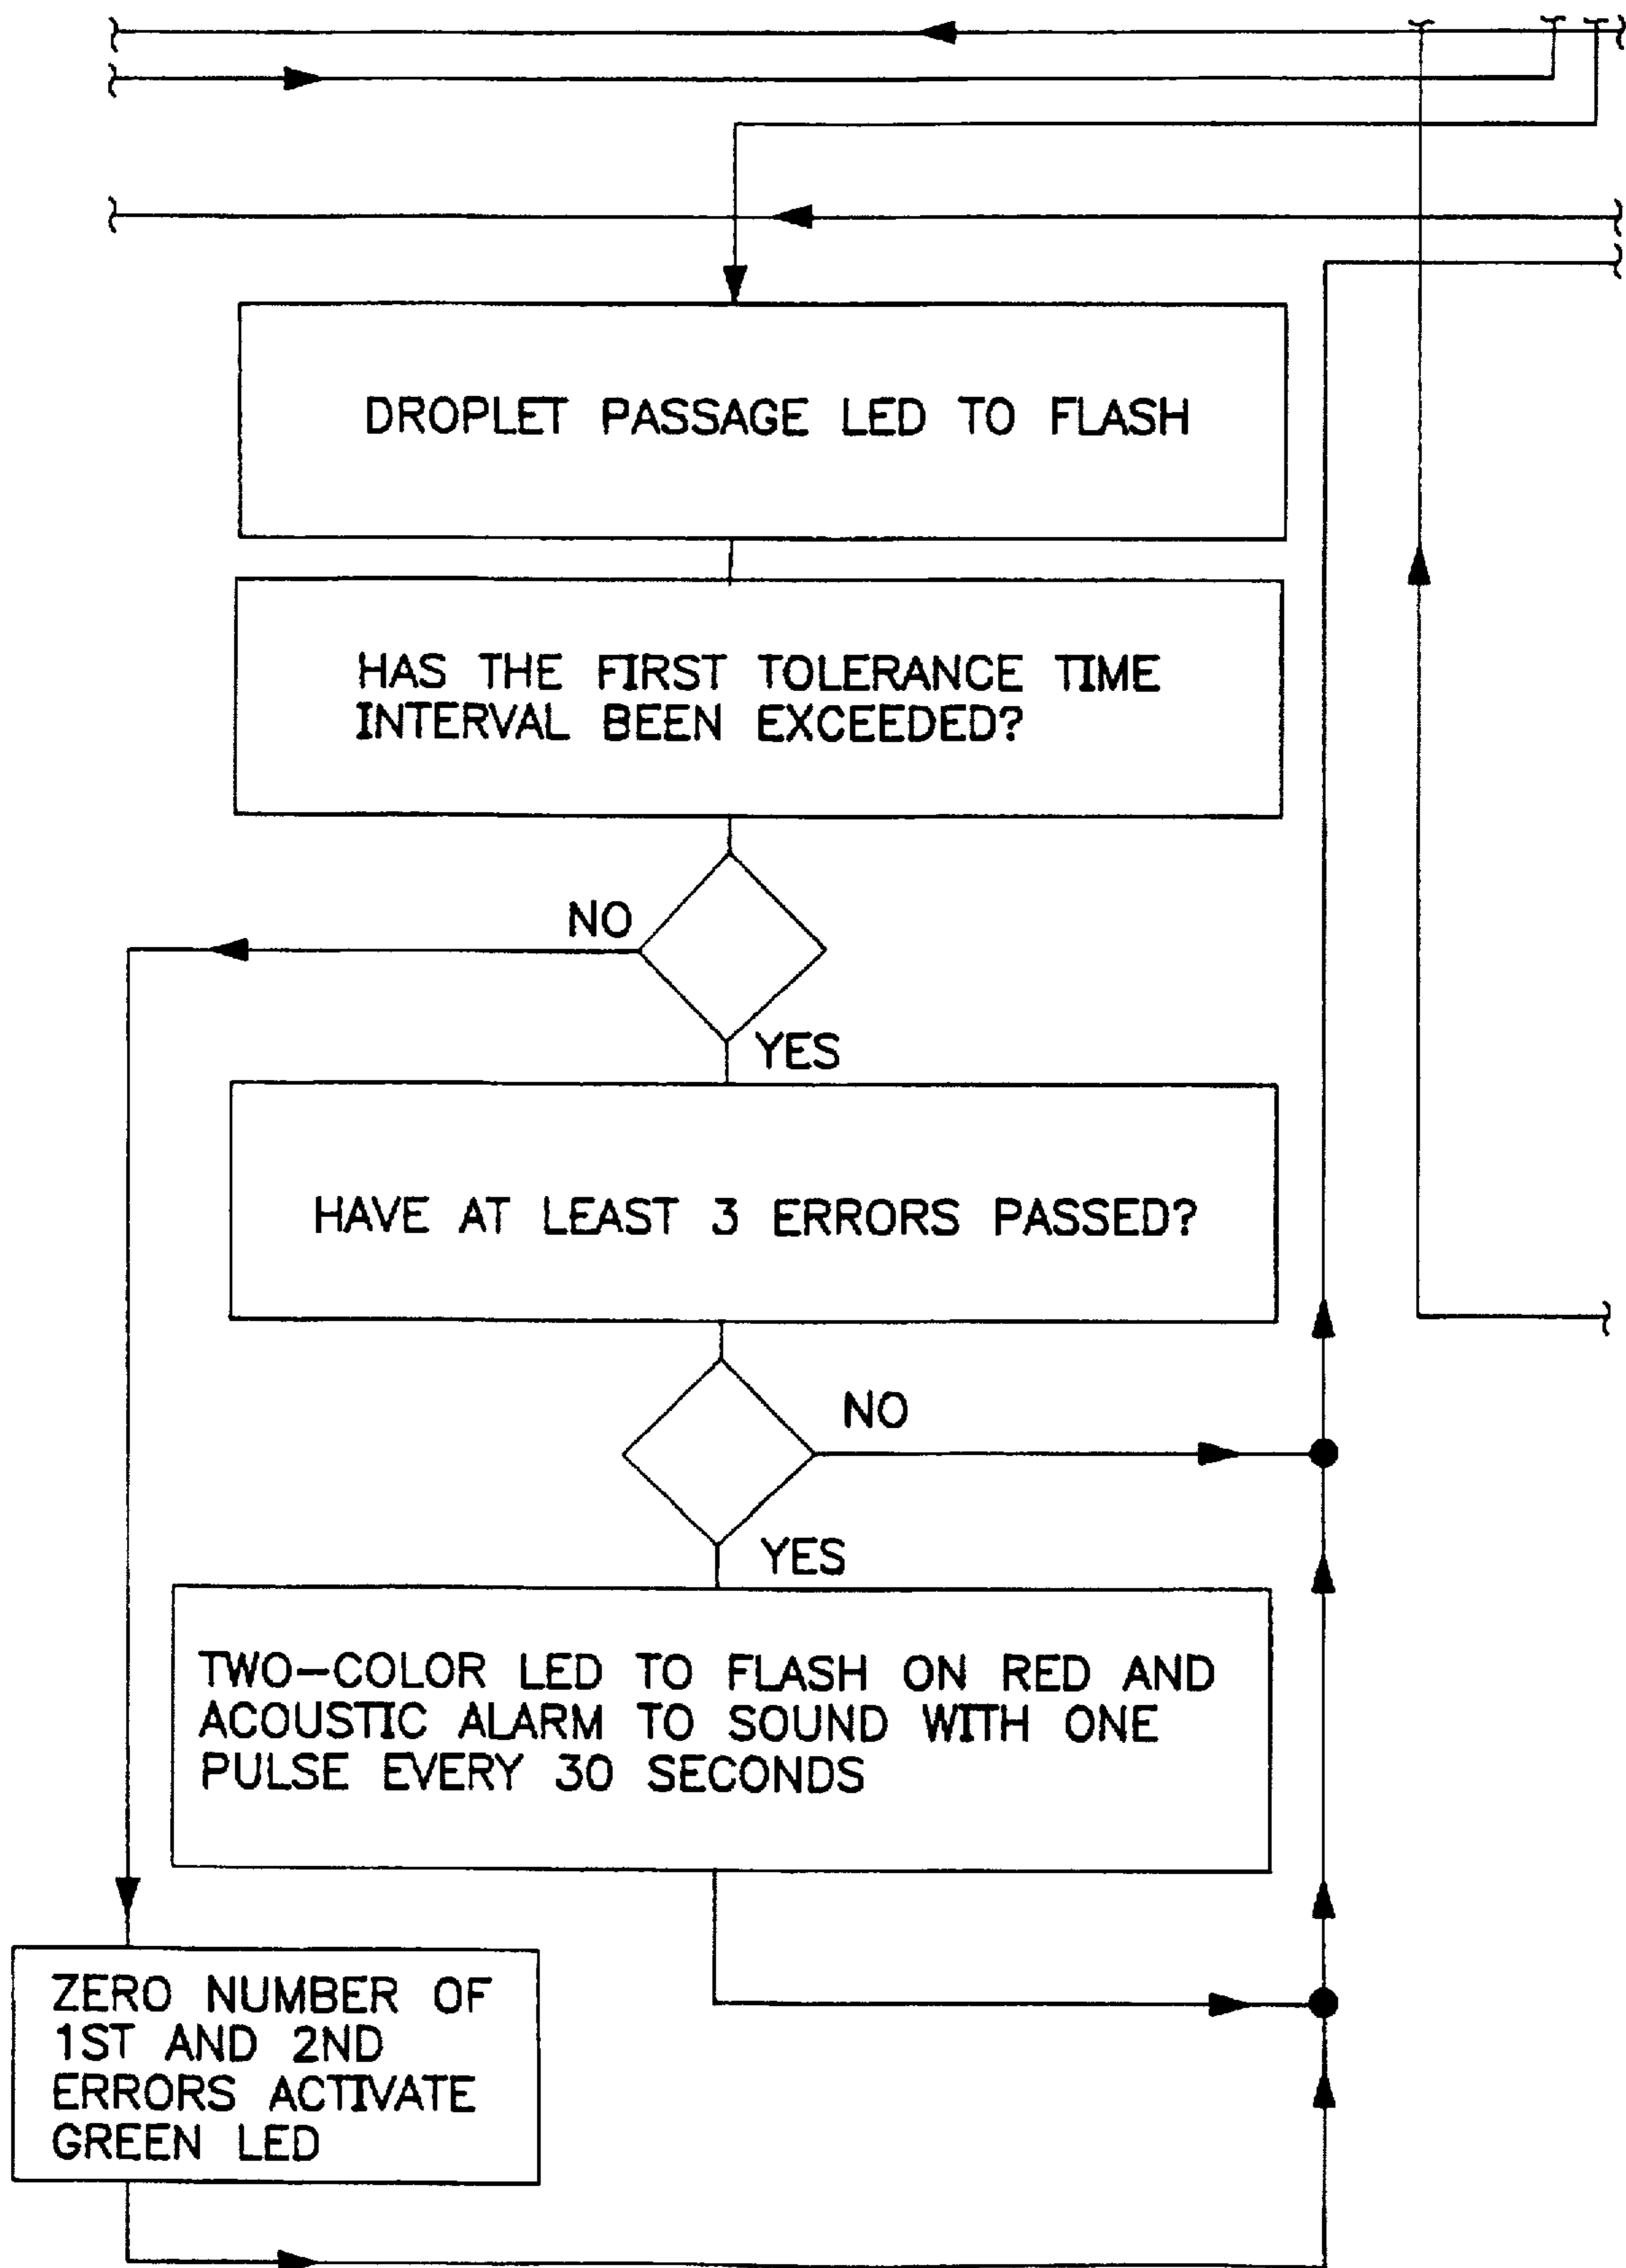 DROPLET PASSAGE LED TO FLASH
HAS THE FIRST TOLERANCE TIME
INTERVAL BEEN EXCEEDED?
NO
YES
HAVE AT LEAST 3 ERRORS PASSED?
NO
YES
TWO-COLOR LED TO FLASH ON RED AND
ACOUSTIC ALARM TO SOUND WITH ONE
PULSE EVERY 30 SECONDS
ZERO NUMBER OF
1ST AND 2ND
ERRORS ACTIVATE
GREEN LED